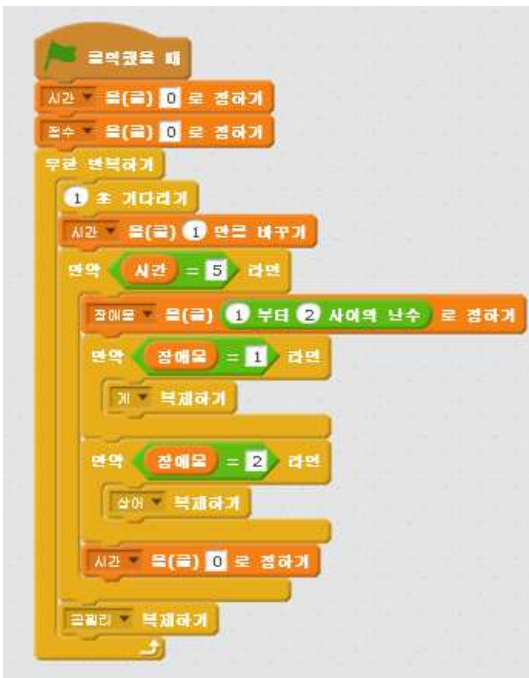 클릭했을 때
시간 을(를) 0 로 정하기
점수 을(를) 0 로 정하기
무한 반복하기
1 초 기다리기
시간 을(를) 1 만큼 바꾸기
만약 시간 = 5 라면
장애물 을(를) 1 부터 2 사이의 난수 로 정하기
만약 장애물 = 1 라면
게 복제하기
만약 장애물 = 2 라면
상어 복제하기
시간 을(를) 0 로 정하기
복제하기